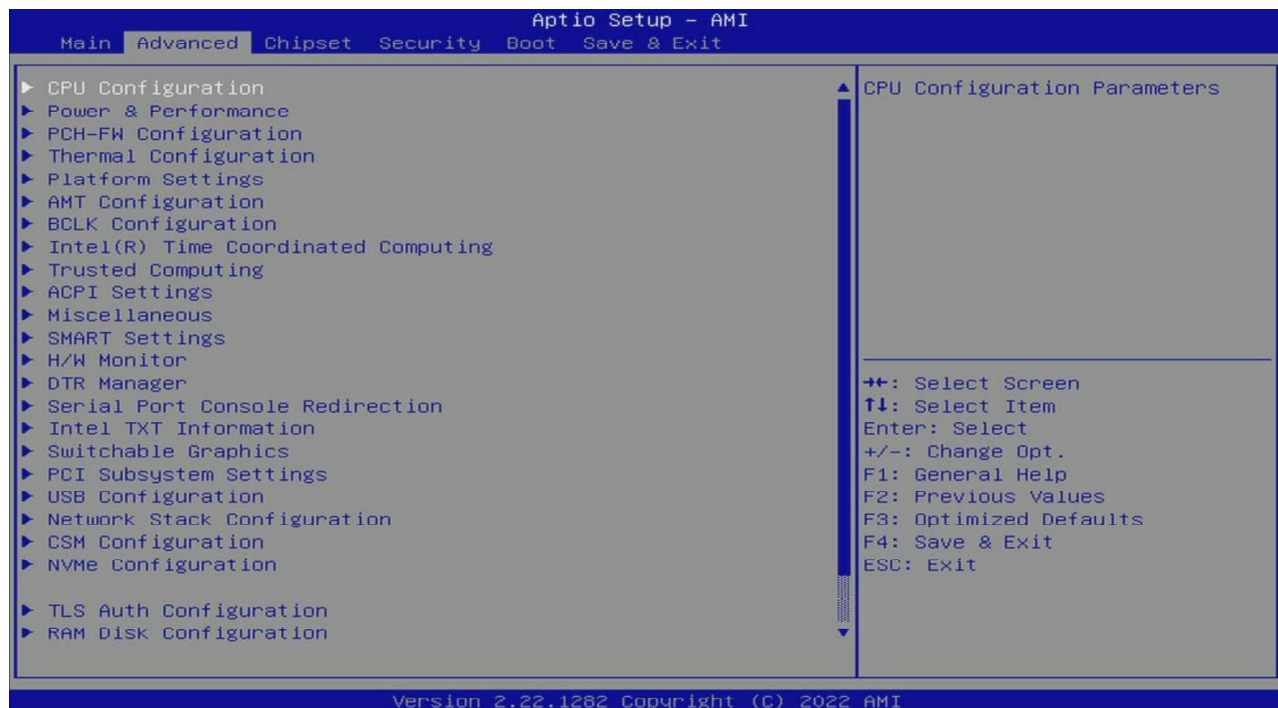 Aptio Setup – AMI
Main Advanced Chipset Security Boot Save & Exit
► CPU Configuration
► Power & Performance
► PCH-FW Configuration
► Thermal Configuration
► Platform Settings
► AMT Configuration
► BCLK Configuration
► Intel(R) Time Coordinated Computing
► Trusted Computing
► ACPI Settings
► Miscellaneous
► SMART Settings
► H/W Monitor
► DTR Manager
► Serial Port Console Redirection
► Intel TXT Information
► Switchable Graphics
► PCI Subsystem Settings
► USB Configuration
► Network Stack Configuration
► CSM Configuration
► NVMe Configuration
► TLS Auth Configuration
► RAM Disk Configuration
CPU Configuration Parameters
→←: Select Screen
↑↓: Select Item
Enter: Select
+/-: Change Opt.
F1: General Help
F2: Previous Values
F3: Optimized Defaults
F4: Save & Exit
ESC: Exit
Version 2.22.1282 Copyright (C) 2022 AMI